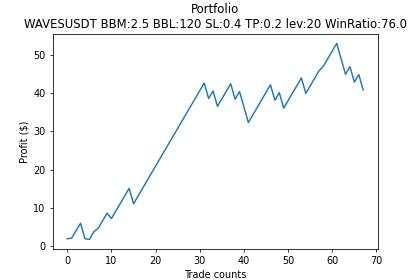 Portfolio
WAVESUSDT BBM:2.5 BBL:120 SL:0.4 TP:0.2 lev:20 WinRatio:76.0
Profit ($)
50
40
30
20
10
0
0 10 20 30 40 50 60 70
Trade counts